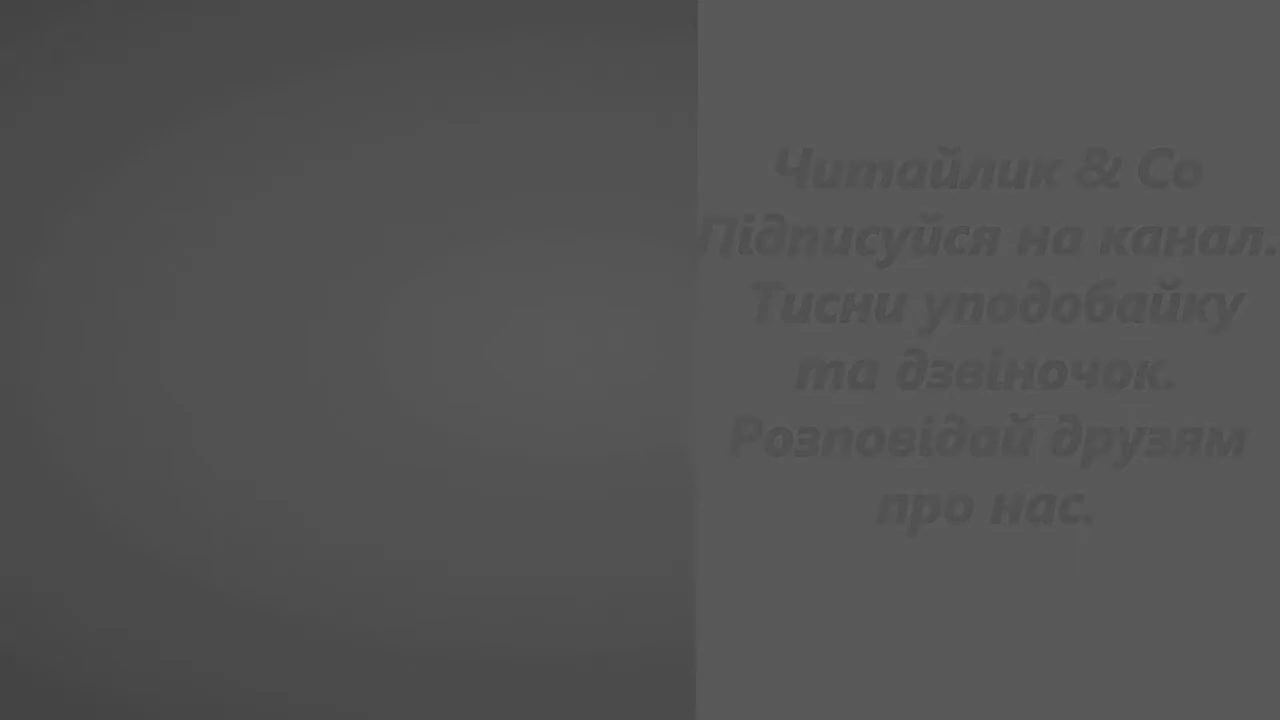 Читайлик & Co
Підписуйся на канал.
Тисни уподобайку
та дзвіночок.
Розповідай друзям
про нас.